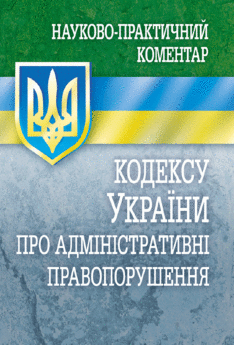 НАУКОВО-ПРАКТИЧНИЙ
КОМЕНТАР
КОДЕКСУ
УКРАЇНИ
ПРО АДМІНІСТРАТИВНІ
ПРАВОПОРУШЕННЯ